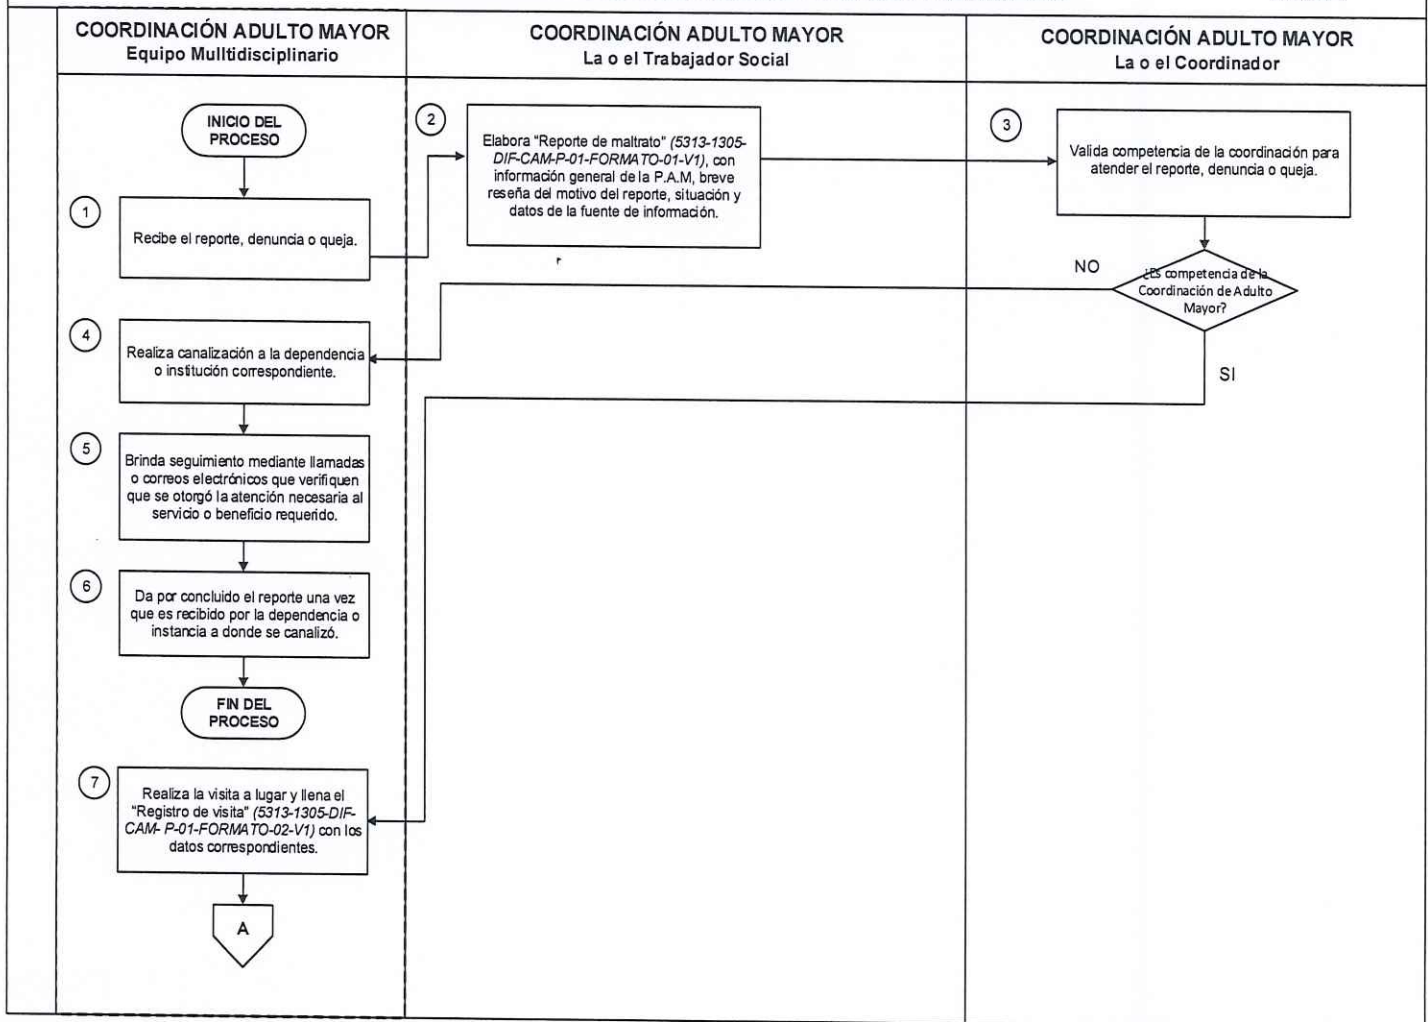 COORDINACIÓN ADULTO MAYOR
Equipo Mulltidisciplinario
COORDINACIÓN ADULTO MAYOR
La o el Trabajador Social
COORDINACIÓN ADULTO MAYOR
La o el Coordinador
INICIO DEL
PROCESO
1
Recibe el reporte, denuncia o queja.
2
Elabora "Reporte de maltrato" (5313-1305-
DIF-CAM-P-01-FORMATO-01-V1), con
información general de la P.A.M, breve
reseña del motivo del reporte, situación y
datos de la fuente de información.
3
Valida competencia de la coordinación para
atender el reporte, denuncia o queja.
¿Es competencia de la
Coordinación de Adulto
Mayor?
NO
SI
4
Realiza canalización a la dependencia
o institución correspondiente.
5
Brinda seguimiento mediante llamadas
o correos electrónicos que verifiquen
que se otorgó la atención necesaria al
servicio o beneficio requerido.
6
Da por concluido el reporte una vez
que es recibido por la dependencia o
instancia a donde se canalizó.
FIN DEL
PROCESO
7
Realiza la visita a lugar y llena el
"Registro de visita" (5313-1305-DIF-
CAM- P-01-FORMATO-02-V1) con los
datos correspondientes.
A